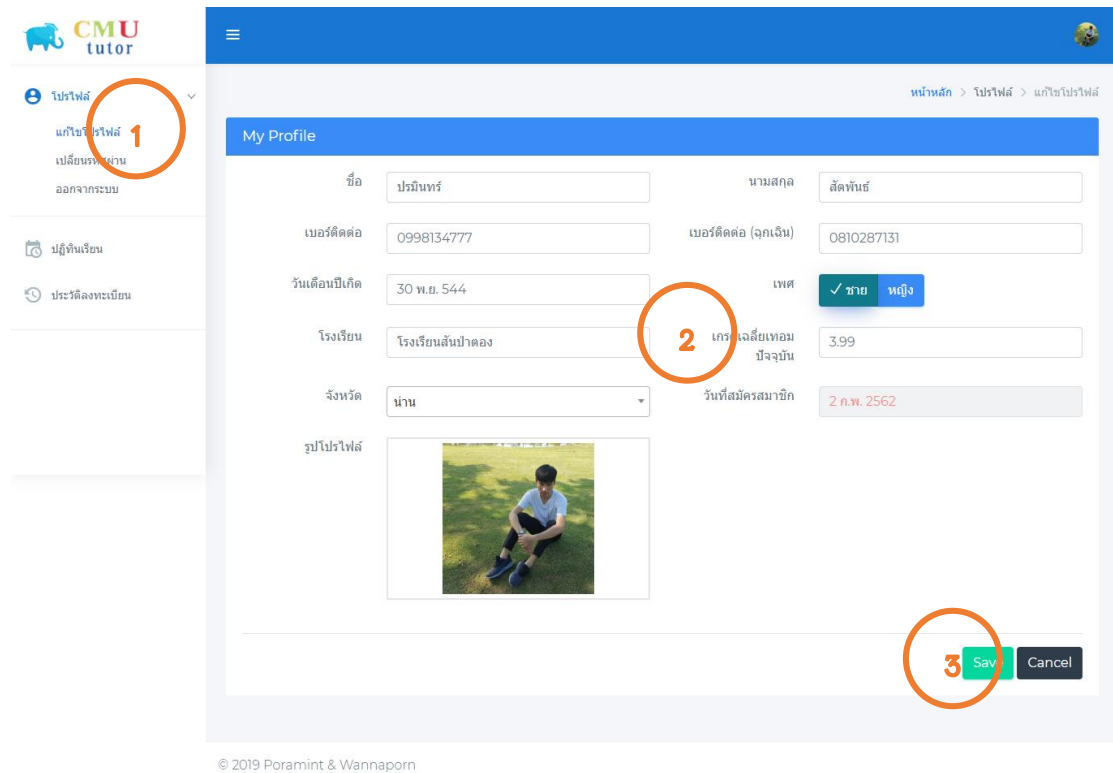 CMU
tutor
โปรไฟล์
แก้ไขโปรไฟล์
เปลี่ยนรหัสผ่าน
ออกจากระบบ
1
ปฏิทินเรียน
ประวัติลงทะเบียน
หน้าหลัก > โปรไฟล์ > แก้ไขโปรไฟล์
My Profile
ชื่อ ปรมินทร์ นามสกุล สัดพันธ์
เบอร์ติดต่อ 0998134777 เบอร์ติดต่อ (ฉุกเฉิน) 0810287131
วันเดือนปีเกิด 30 พ.ย. 544 เพศ ✓ ชาย หญิง
โรงเรียน โรงเรียนสันป่าตอง 2 เกรดเฉลี่ยเทอม 3.99
ปัจจุบัน
จังหวัด น่าน วันที่สมัครสมาชิก 2 ก.พ. 2562
รูปโปรไฟล์
3 Save Cancel
© 2019 Poramint & Wannaporn